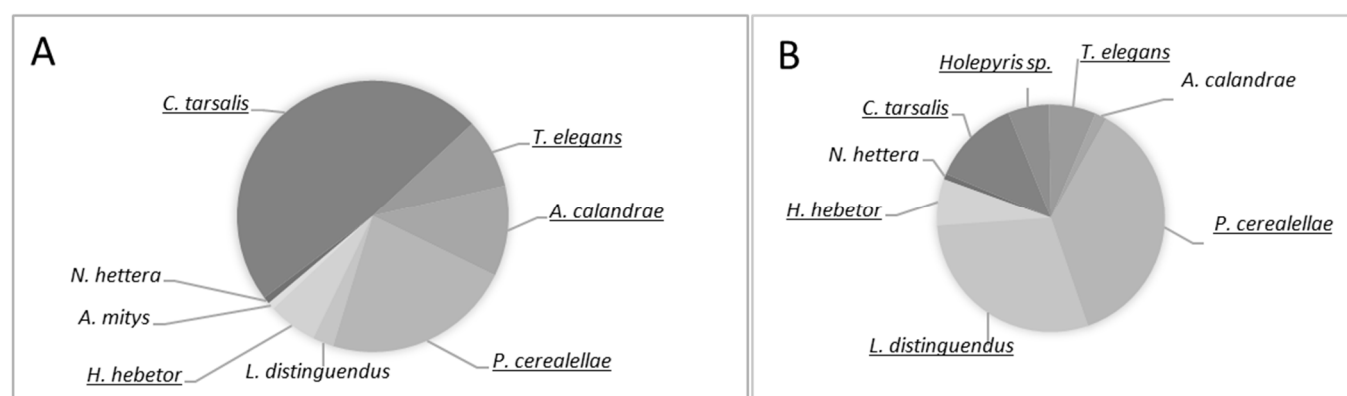 A
C. tarsalis
T. elegans
A. calandrae
N. hettera
A. mitys
H. hebetor
L. distinguendus
P. cerealellae
B
Holepyris sp.
T. elegans
A. calandrae
C. tarsalis
N. hettera
H. hebetor
P. cerealellae
L. distinguendus